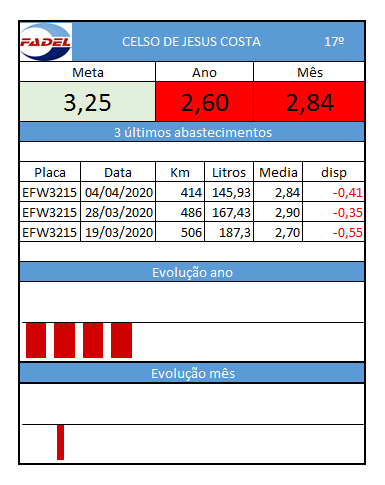 FADEL CELSO DE JESUS COSTA 17º
Meta Ano Mês
3,25 2,60 2,84
3 últimos abastecimentos
Placa Data Km Litros Media disp
EFW3215 04/04/2020 414 145,93 2,84 -0,41
EFW3215 28/03/2020 486 167,43 2,90 -0,35
EFW3215 19/03/2020 506 187,3 2,70 -0,55
Evolução ano
Evolução mês